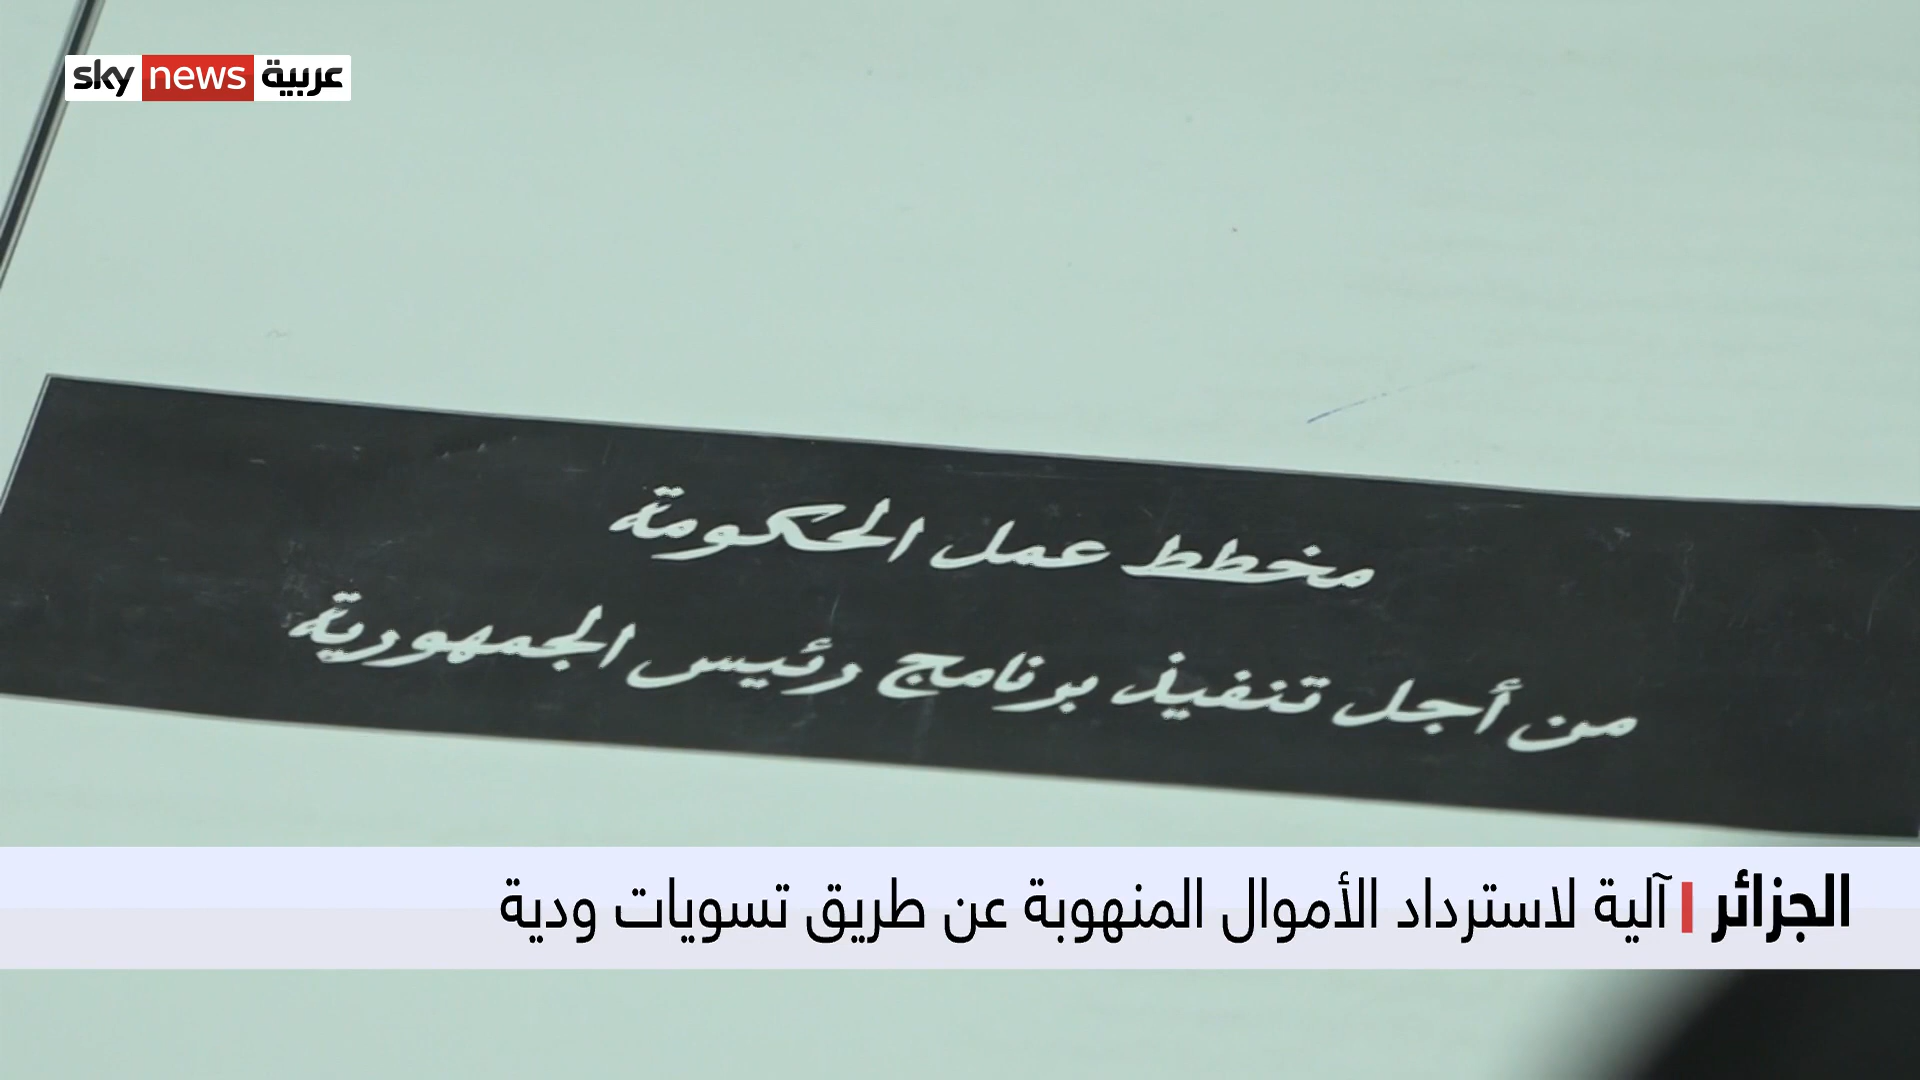 sky news عربية
مخطط عمل الحكومة
من أجل تنفيذ برنامج رئيس الجمهورية
الجزائر | آلية لاسترداد الأموال المنهوبة عن طريق تسويات ودية